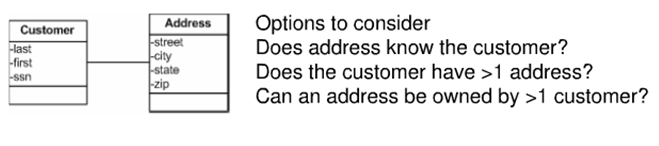 Customer
-last
-first
-ssn
Address
-street
-city
-state
-zip
Options to consider
Does address know the customer?
Does the customer have >1 address?
Can an address be owned by >1 customer?